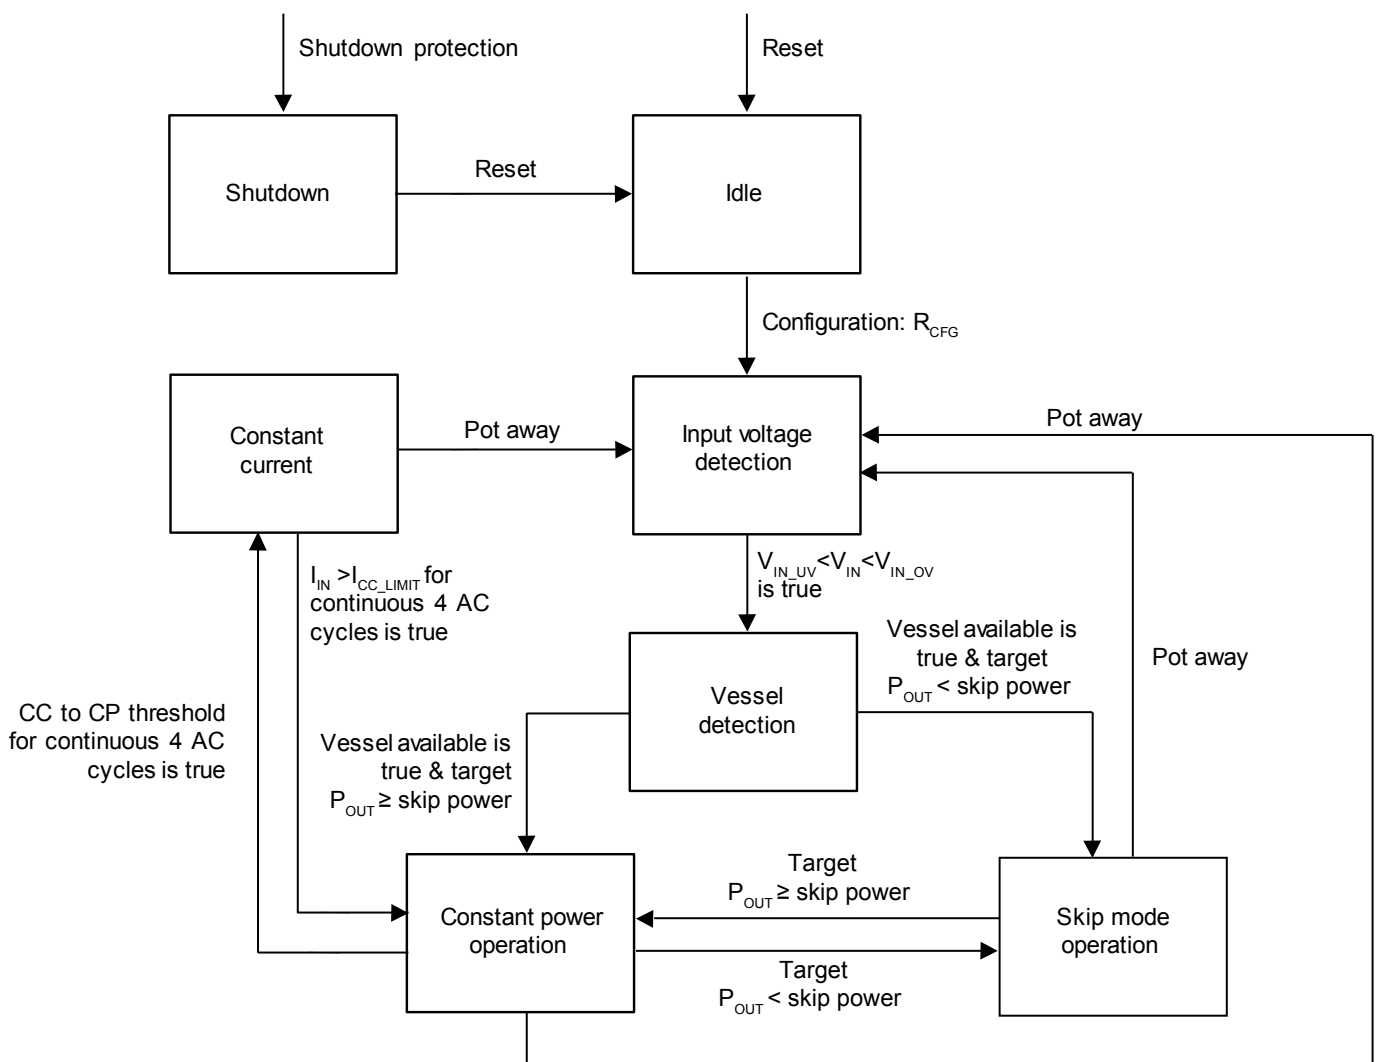 Shutdown protection
Reset
Shutdown
Reset
Idle
Configuration: R_CFG
Constant
current
Pot away
Input voltage
detection
Pot away
I_IN >I_CC_LIMIT for
continuous 4 AC
cycles is true
V_IN_UV<V_IN<V_IN_OV
is true
Vessel available is
true & target
P_OUT < skip power
Pot away
Vessel
detection
CC to CP threshold
for continuous 4 AC
cycles is true
Vessel available is
true & target
P_OUT ≥ skip power
Target
P_OUT ≥ skip power
Constant power
operation
Skip mode
operation
Target
P_OUT < skip power